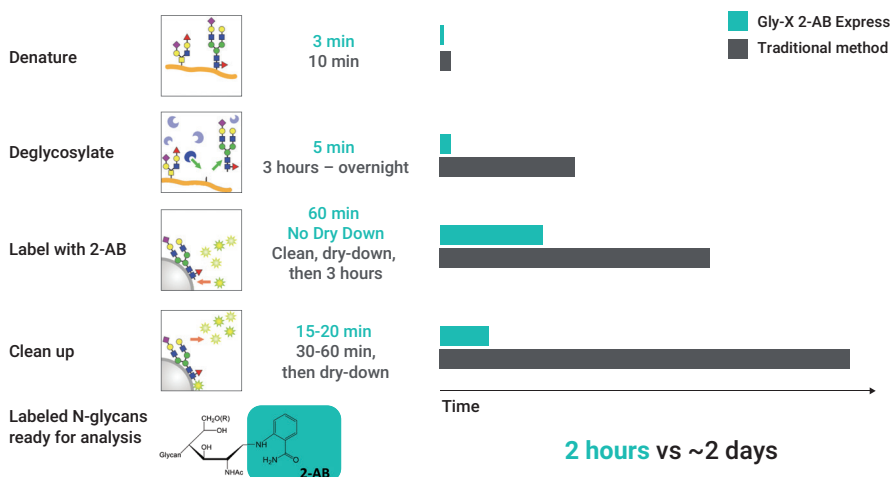 Gly-X 2-AB Express
Traditional method
Denature
3 min
10 min
Deglycosylate
5 min
3 hours – overnight
Label with 2-AB
60 min
No Dry Down
Clean, dry-down,
then 3 hours
Clean up
15-20 min
30-60 min,
then dry-down
Time
Labeled N-glycans
ready for analysis
CH₂O(R)
OH
OH
NH
Glycan
NHAc
H₂N
O
2-AB
2 hours vs ~2 days